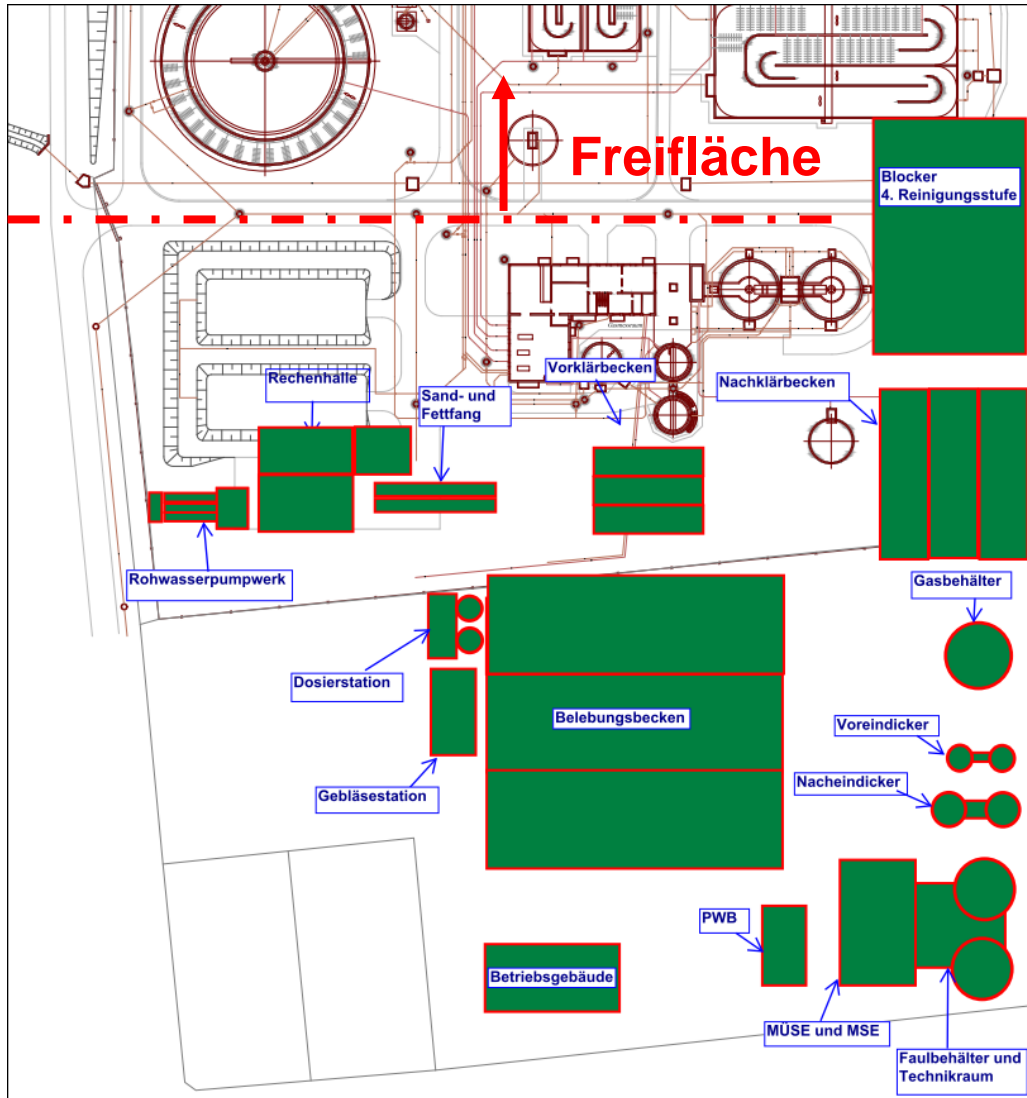 Freifläche
Blocker
4. Reinigungsstufe
Gasmessraum
Vorklärbecken
Rechenhalle
Nachklärbecken
Sand- und
Fettfang
Rohwasserpumpwerk
Gasbehälter
Dosierstation
Belebungsbecken
Voreindicker
Nacheindicker
Gebläsestation
PWB
Betriebsgebäude
MÜSE und MSE
Faulbehälter und
Technikraum